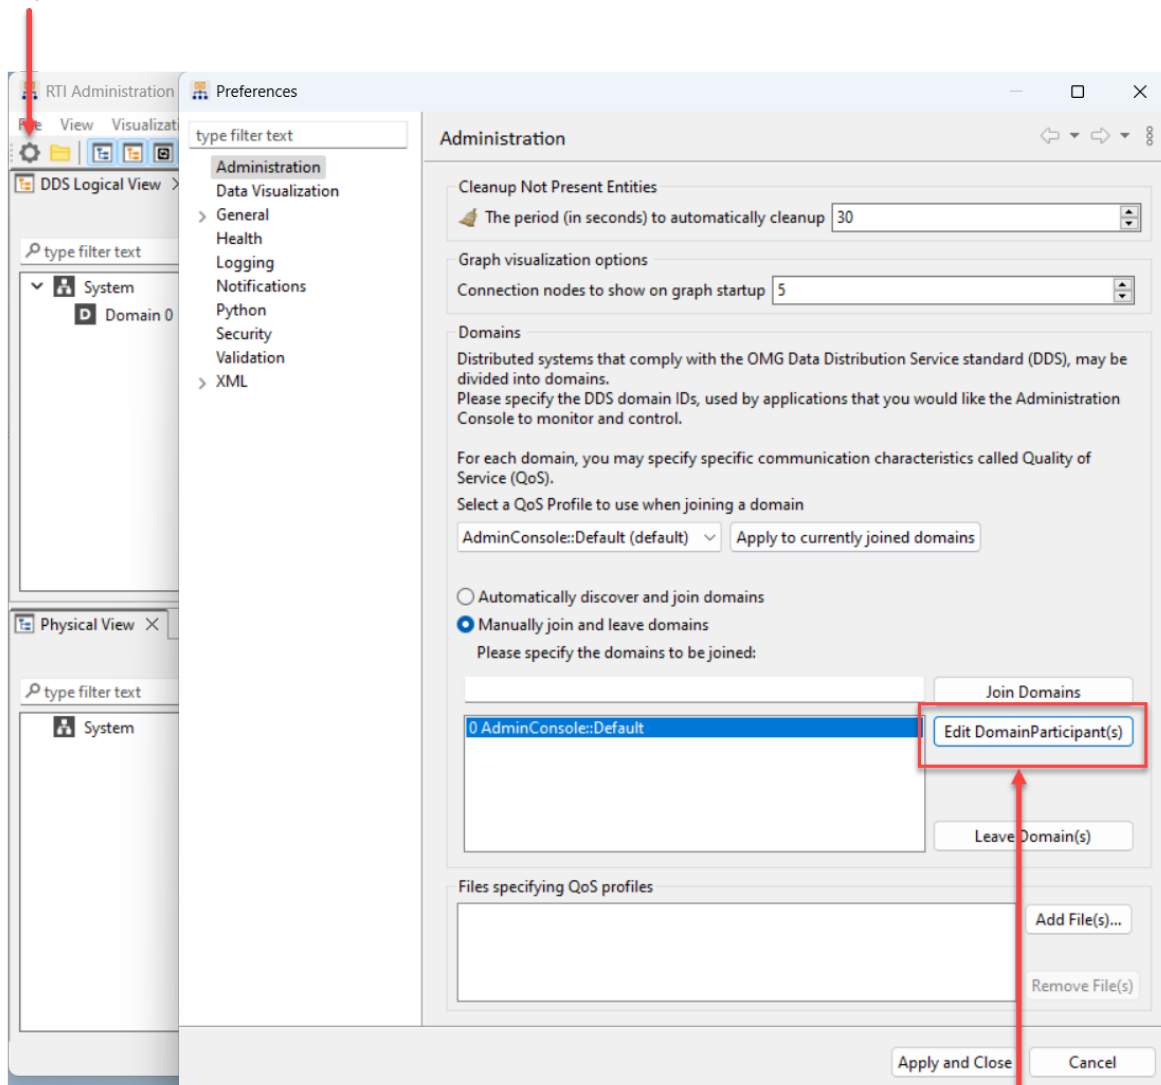 RTI Administration
Preferences
File View Visualizati
type filter text
Administration
Administration
Data Visualization
General
Health
Logging
Notifications
Python
Security
Validation
XML
DDS Logical View
type filter text
System
D Domain 0
Physical View
type filter text
System
Cleanup Not Present Entities
The period (in seconds) to automatically cleanup 30
Graph visualization options
Connection nodes to show on graph startup 5
Domains
Distributed systems that comply with the OMG Data Distribution Service standard (DDS), may be
divided into domains.
Please specify the DDS domain IDs, used by applications that you would like the Administration
Console to monitor and control.
For each domain, you may specify specific communication characteristics called Quality of
Service (QoS).
Select a QoS Profile to use when joining a domain
AdminConsole::Default (default) Apply to currently joined domains
Automatically discover and join domains
Manually join and leave domains
Please specify the domains to be joined:
Join Domains
0 AdminConsole::Default
Edit DomainParticipant(s)
Leave Domain(s)
Files specifying QoS profiles
Add File(s)...
Remove File(s)
Apply and Close Cancel